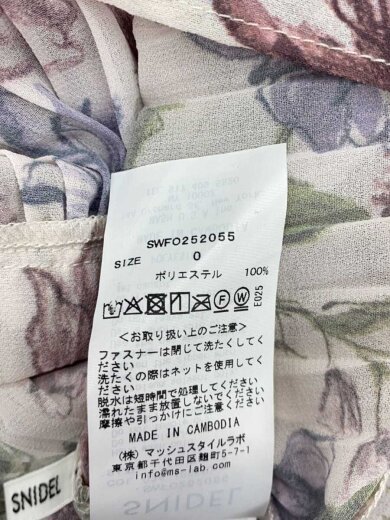 SWFO252055
SIZE 0
ポリエステル 100%
E025
<お取り扱い上のご注意>
ファスナーは閉じて洗たくしてく
ださい
洗たくの際はネットを使用してく
ださい
脱水は短時間で処理してください
濡れたまま放置しないでください
摩擦や引っかけにご注意ください
MADE IN CAMBODIA
(株) マッシュスタイルラボ
東京都千代田区麹町5-7-1
info@ms-lab.com
SNIDEL